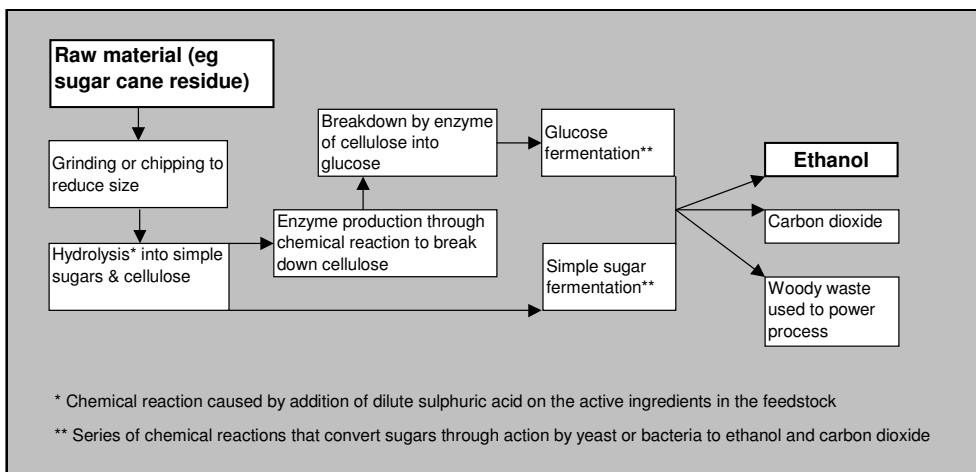 Raw material (eg
sugar cane residue)
Grinding or chipping to
reduce size
Hydrolysis* into simple
sugars & cellulose
Breakdown by enzyme
of cellulose into
glucose
Enzyme production through
chemical reaction to break
down cellulose
Glucose
fermentation**
Simple sugar
fermentation**
Ethanol
Carbon dioxide
Woody waste
used to power
process
* Chemical reaction caused by addition of dilute sulphuric acid on the active ingredients in the feedstock
** Series of chemical reactions that convert sugars through action by yeast or bacteria to ethanol and carbon dioxide